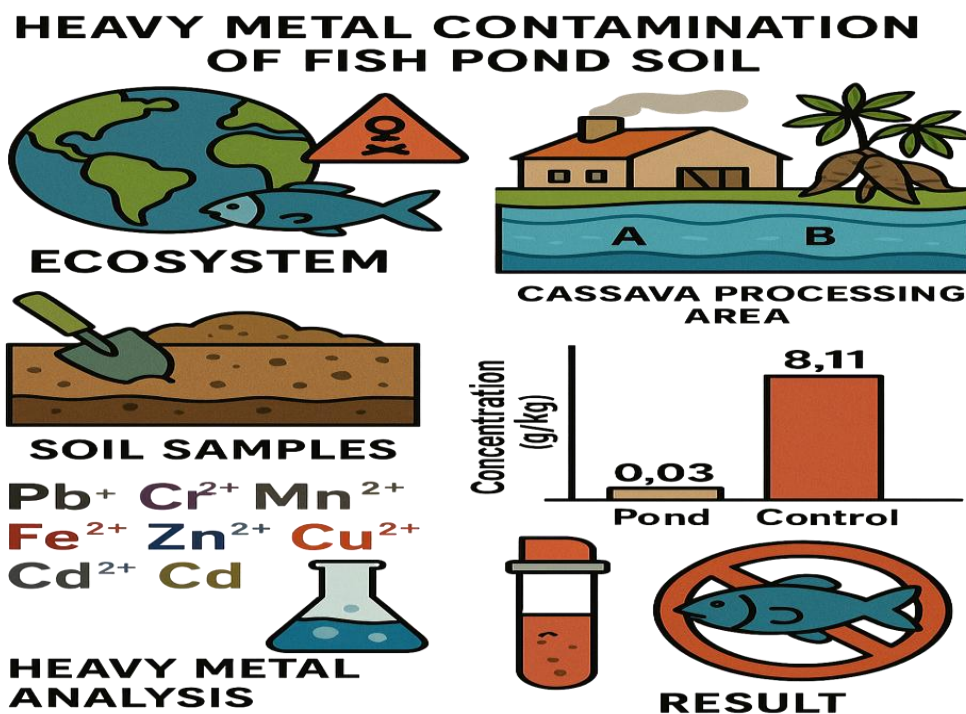 HEAVY METAL CONTAMINATION
OF FISH POND SOIL
ECOSYSTEM
A
B
CASSAVA PROCESSING
AREA
SOIL SAMPLES
Pb⁺ Cr²⁺ Mn²⁺
Fe²⁺ Zn²⁺ Cu²⁺
Cd²⁺ Cd
HEAVY METAL
ANALYSIS
Concentration
(g/kg)
0,03
8,11
Pond
Control
RESULT